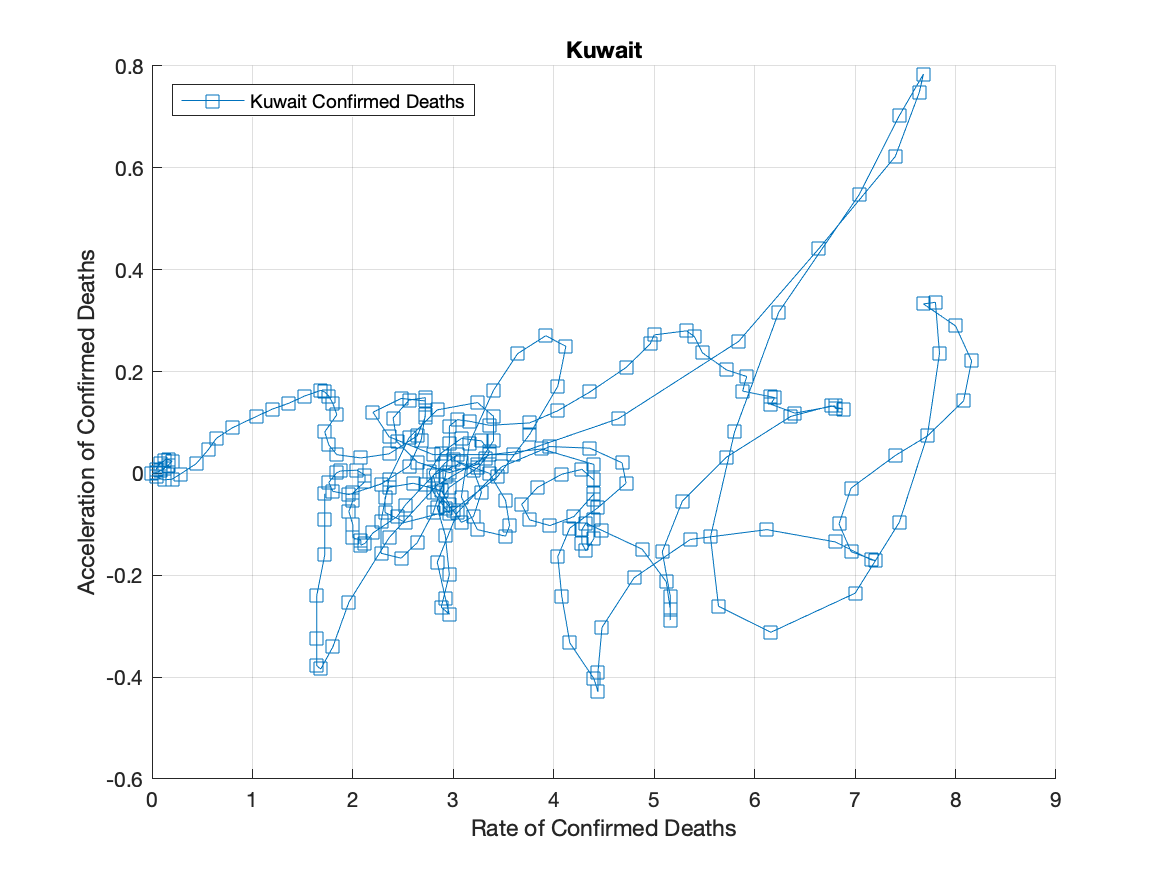 Kuwait
Kuwait Confirmed Deaths
Acceleration of Confirmed Deaths
0.8
0.6
0.4
0.2
0
-0.2
-0.4
-0.6
0 1 2 3 4 5 6 7 8 9
Rate of Confirmed Deaths